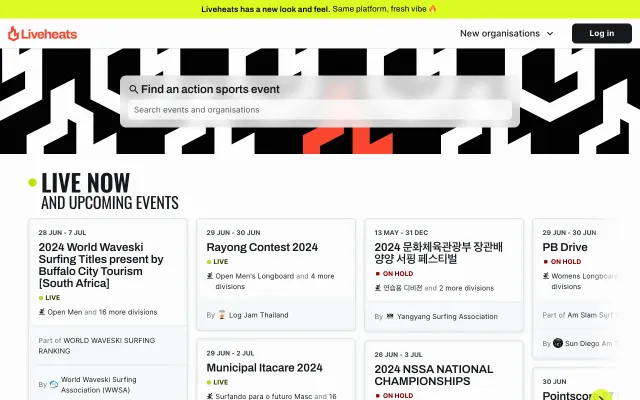 Liveheats has a new look and feel. Same platform, fresh vibe 🔥
Liveheats
New organisations
Log in
Find an action sports event
Search events and organisations
LIVE NOW
AND UPCOMING EVENTS
28 JUN - 7 JUL
2024 World Waveski
Surfing Titles present by
Buffalo City Tourism
[South Africa]
LIVE
Open Men and 16 more divisions
Part of WORLD WAVESKI SURFING
RANKING
By World Waveski Surfing
Association (WWSA)
29 JUN - 30 JUN
Rayong Contest 2024
LIVE
Open Men's Longboard and 4 more
divisions
By Log Jam Thailand
29 JUN - 2 JUL
Municipal Itacare 2024
LIVE
Surfando para o futuro Masc and 16
13 MAY - 31 DEC
2024 문화체육관광부 장관배
양양 서핑 페스티벌
ON HOLD
연습용 디비젼 and 2 more divisions
By Yangyang Surfing Association
26 JUN - 3 JUL
2024 NSSA NATIONAL
CHAMPIONSHIPS
ON HOLD
29 JUN - 30 JUN
PB Drive
ON HOLD
Womens Longboard
divisions
Part of Am Slam Surf
By Sun Diego Am
30 JUN